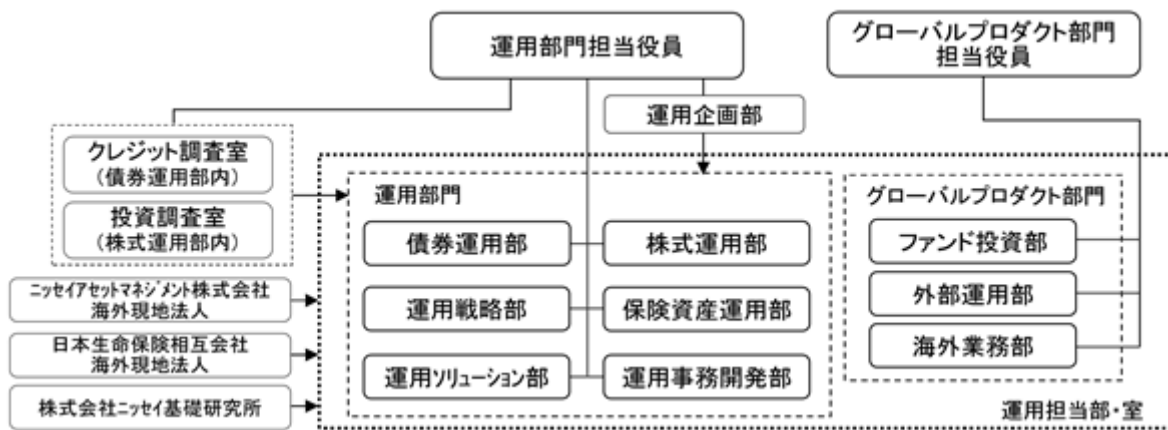 運用部門担当役員
グローバルプロダクト部門
担当役員
運用企画部
クレジット調査室
（債券運用部内）
投資調査室
（株式運用部内）
運用部門
債券運用部
株式運用部
運用戦略部
保険資産運用部
運用ｿﾘｭｰｼｮﾝ部
運用事務開発部
グローバルプロダクト部門
ファンド投資部
外部運用部
海外業務部
ﾆｯｾｲｱｾｯﾄﾏﾈｼﾞﾒﾝﾄ株式会社
海外現地法人
日本生命保険相互会社
海外現地法人
株式会社ニッセイ基礎研究所
運用担当部・室